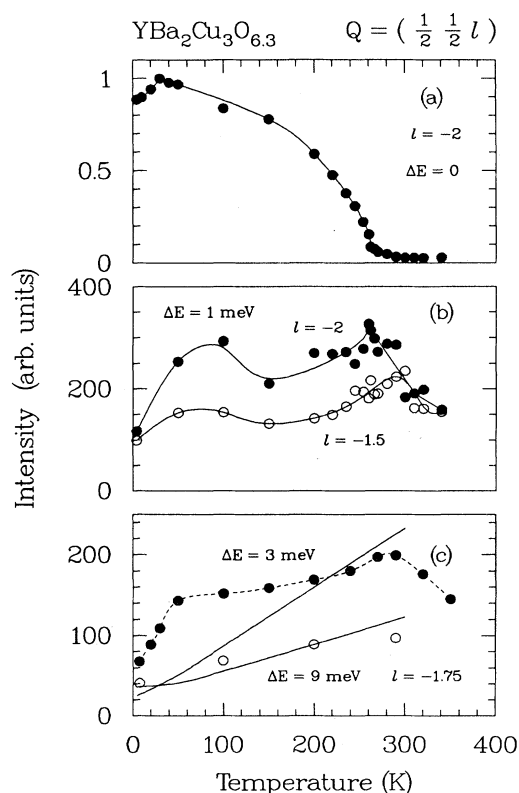 YBa₂Cu₃O₆.₃ Q = ( 1/2 1/2 l )
1
0.5
0
(a)
l = −2
ΔE = 0
400
200
0
ΔE = 1 meV
l = −2
(b)
l = −1.5
200
100
0
ΔE = 3 meV
(c)
ΔE = 9 meV l = −1.75
0 100 200 300 400
Temperature (K)
Intensity (arb. units)